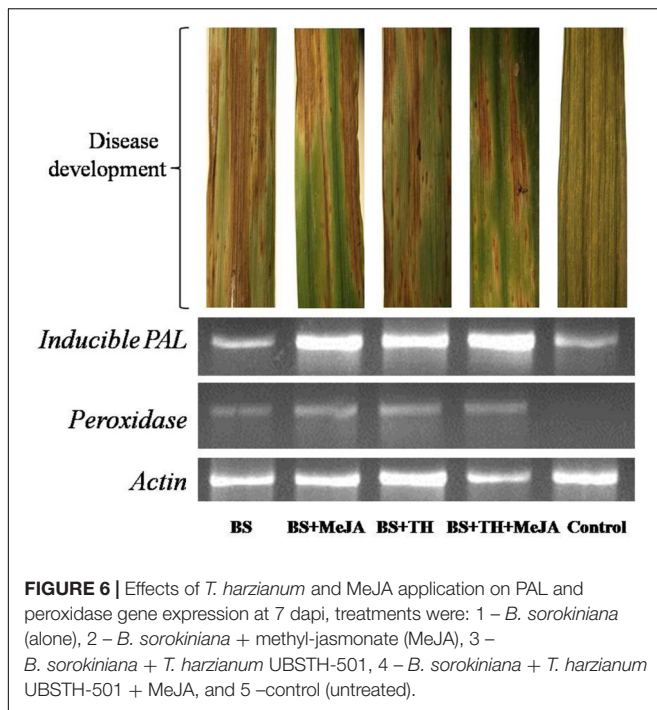 Disease
development
Inducible PAL
Peroxidase
Actin
BS BS+MeJA BS+TH BS+TH+MeJA Control
FIGURE 6 | Effects of T. harzianum and MeJA application on PAL and
peroxidase gene expression at 7 dapi, treatments were: 1 – B. sorokiniana
(alone), 2 – B. sorokiniana + methyl-jasmonate (MeJA), 3 –
B. sorokiniana + T. harzianum UBSTH-501, 4 – B. sorokiniana + T. harzianum
UBSTH-501 + MeJA, and 5 –control (untreated).